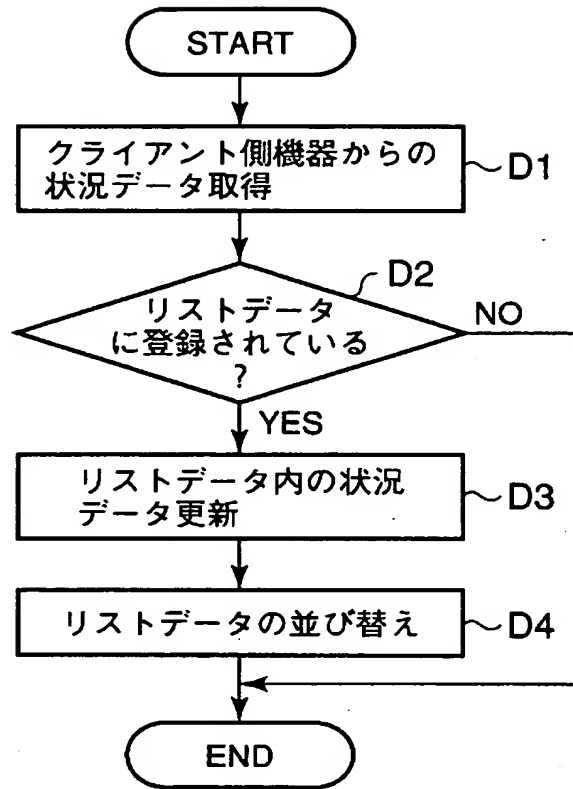 START
クライアント側機器からの
状況データ取得
D1
D2
リストデータ
に登録されている
?
NO
YES
リストデータ内の状況
データ更新
D3
リストデータの並び替え
D4
END